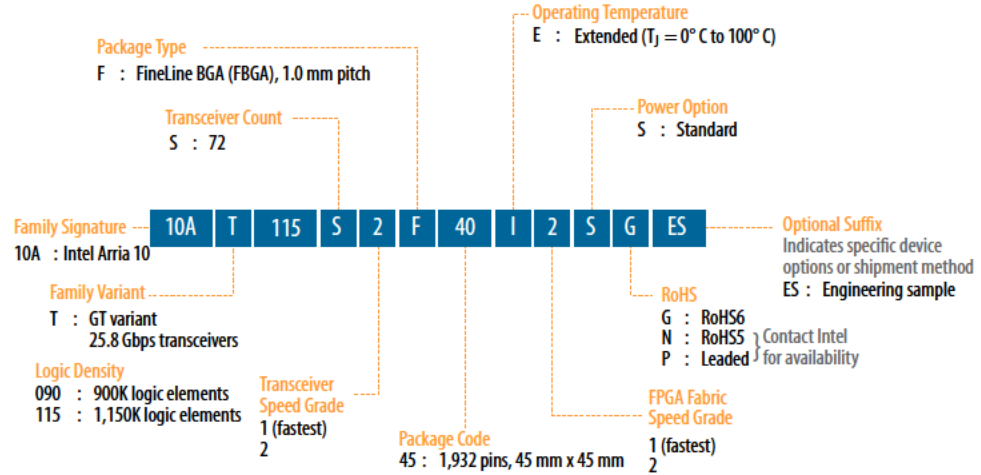 Operating Temperature
E : Extended (TJ = 0° C to 100° C)
Package Type
F : FineLine BGA (FBGA), 1.0 mm pitch
Transceiver Count
S : 72
Power Option
S : Standard
Family Signature
10A : Intel Arria 10
10A T 115 S 2 F 40 I 2 S G ES
Optional Suffix
Indicates specific device
options or shipment method
ES : Engineering sample
Family Variant
T : GT variant
25.8 Gbps transceivers
RoHS
G : RoHS6
N : RoHS5
P : Leaded
Contact Intel
for availability
Logic Density
090 : 900K logic elements
115 : 1,150K logic elements
Transceiver
Speed Grade
1 (fastest)
2
Package Code
45 : 1,932 pins, 45 mm x 45 mm
FPGA Fabric
Speed Grade
1 (fastest)
2